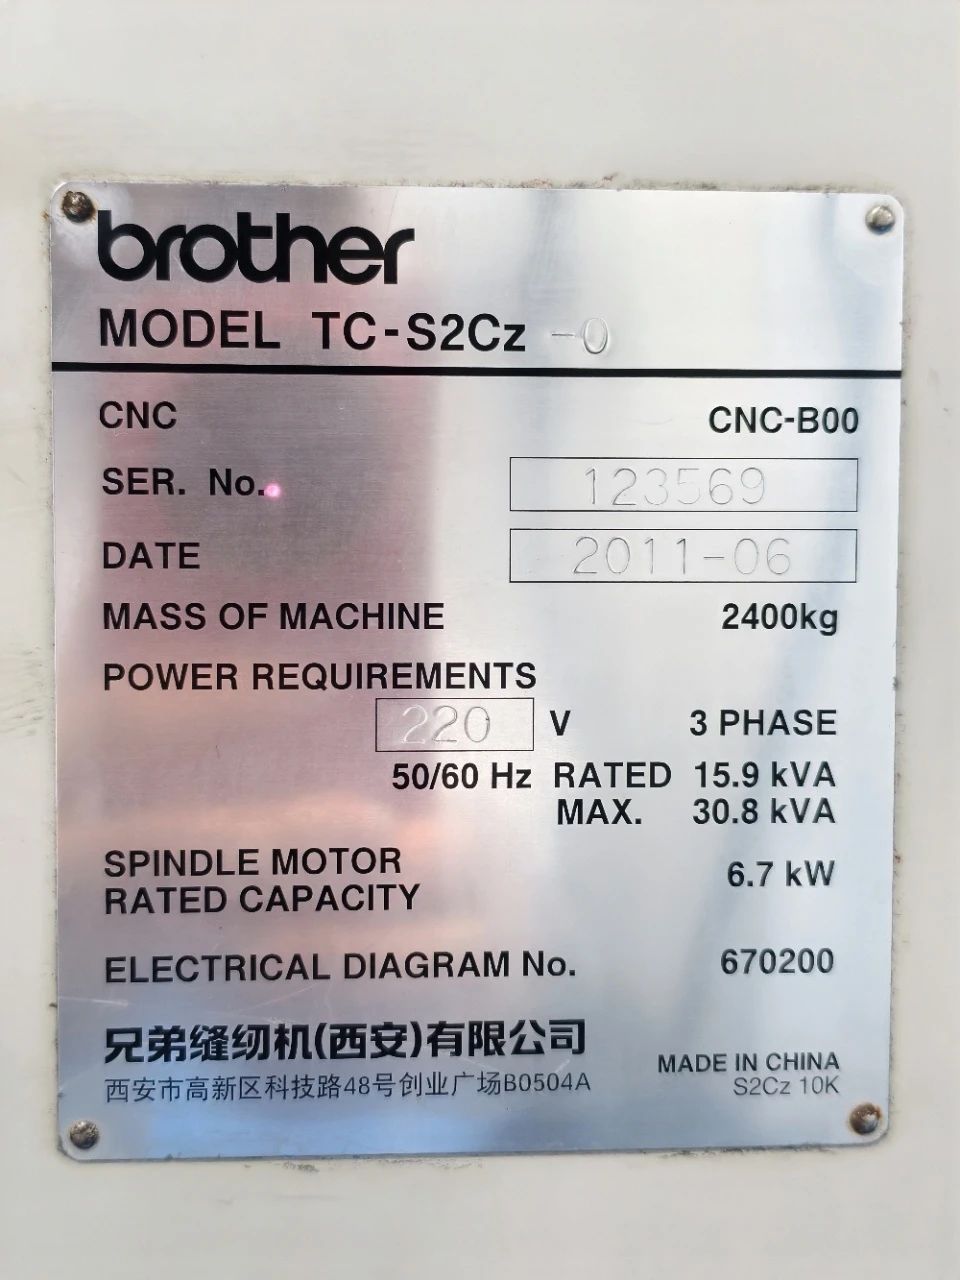 brother
MODEL TC-S2Cz -0
CNC CNC-B00
SER. No. 123569
DATE 2011-06
MASS OF MACHINE 2400kg
POWER REQUIREMENTS
220 V 3 PHASE
50/60 Hz RATED 15.9 kVA
MAX. 30.8 kVA
SPINDLE MOTOR
RATED CAPACITY 6.7 kW
ELECTRICAL DIAGRAM No. 670200
兄弟缝纫机(西安)有限公司
西安市高新区科技路48号创业广场B0504A
MADE IN CHINA
S2Cz 10K